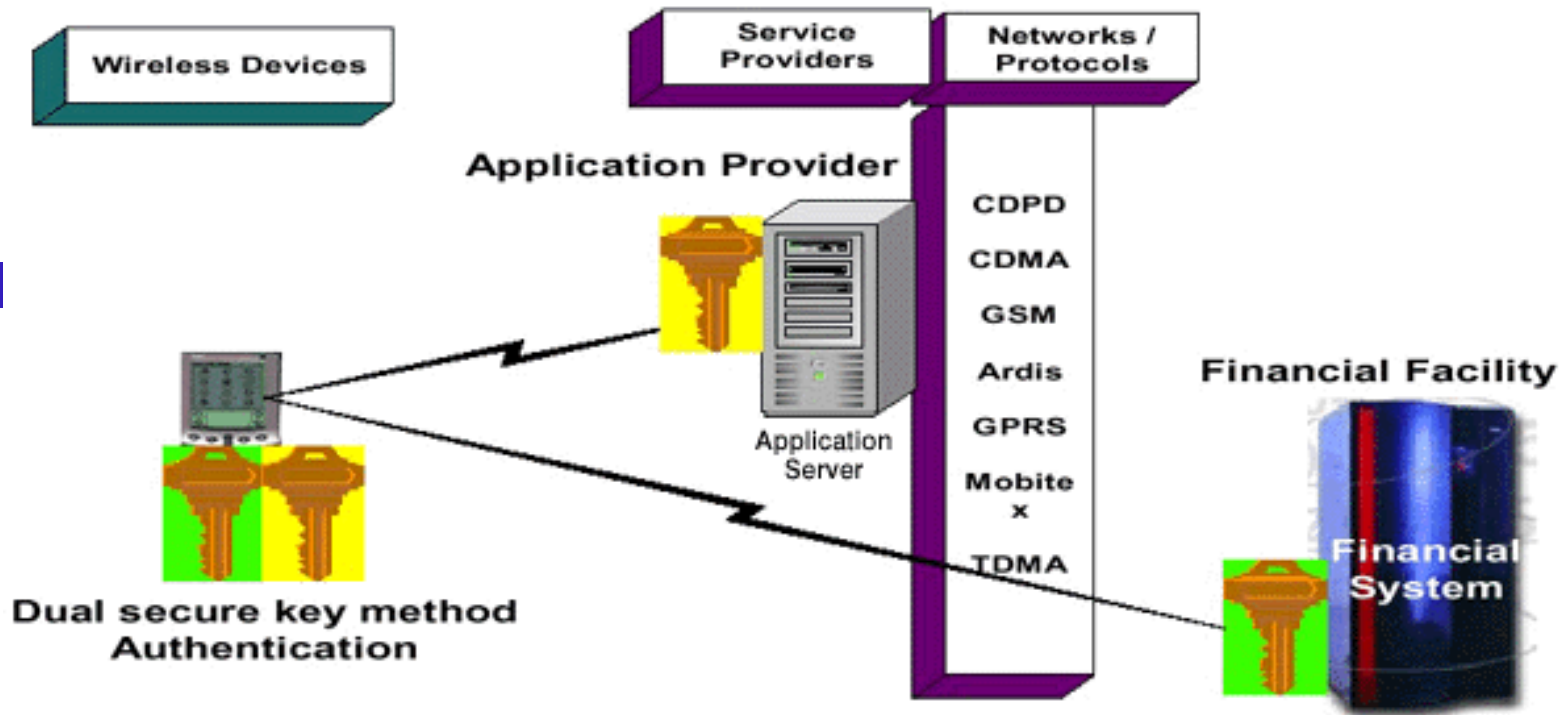 Wireless Devices
Service
Providers
Networks /
Protocols
Application Provider
CDPD
CDMA
GSM
Ardis
GPRS
Mobite
x
TDMA
Application
Server
Financial Facility
Financial
System
Dual secure key method
Authentication